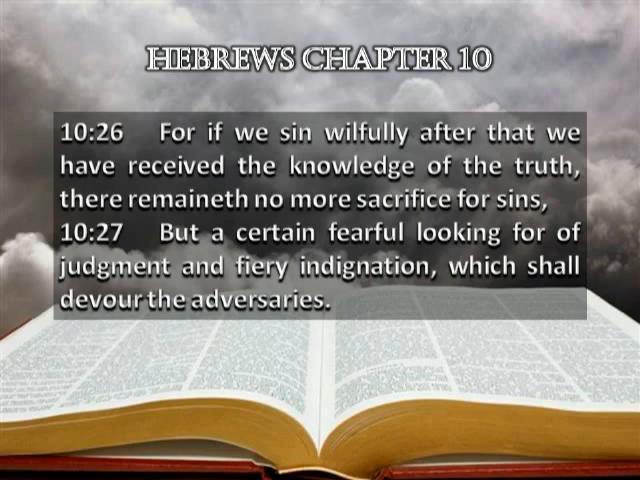 HEBREWS CHAPTER 10
10:26 For if we sin wilfully after that we
have received the knowledge of the truth,
there remaineth no more sacrifice for sins,
10:27 But a certain fearful looking for of
judgment and fiery indignation, which shall
devour the adversaries.